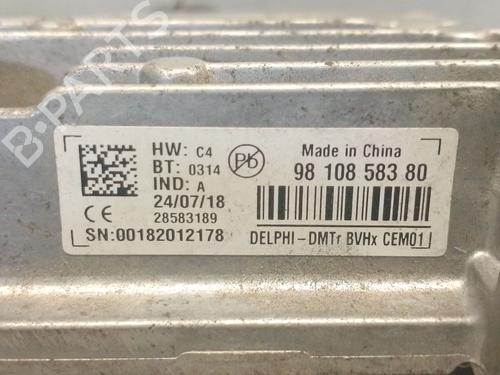 B-PARTS
HW: C4
BT: 0314
IND: A
24/07/18
28583189
SN:00182012178
Pb
Made in China
98 108 583 80
DELPHI-DMTr BVHx CEM01
CE